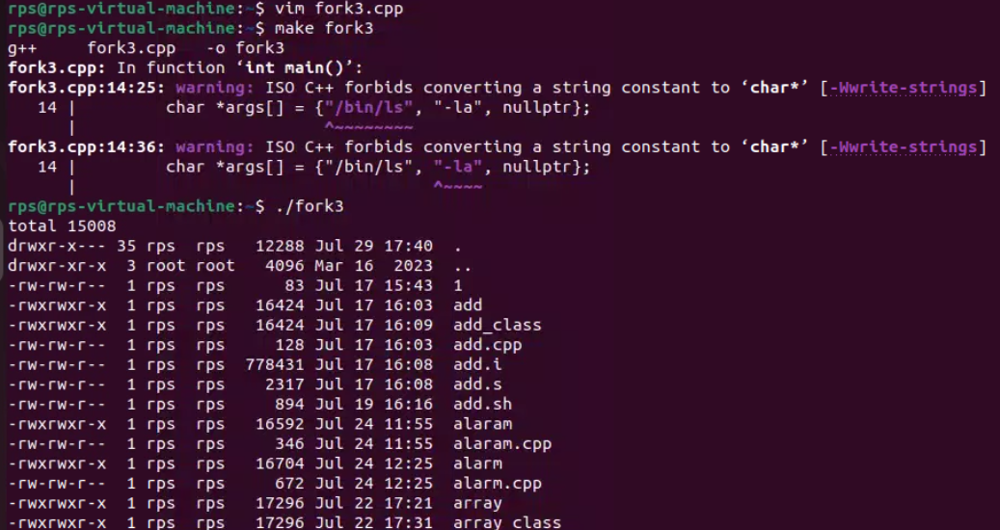 rps@rps-virtual-machine:~$ vim fork3.cpp
rps@rps-virtual-machine:~$ make fork3
g++     fork3.cpp   -o fork3
fork3.cpp: In function ‘int main()’:
fork3.cpp:14:25: warning: ISO C++ forbids converting a string constant to ‘char*’ [-Wwrite-strings]
   14 |         char *args[] = {"/bin/ls", "-la", nullptr};
      |                         ^~~~~~~~~
fork3.cpp:14:36: warning: ISO C++ forbids converting a string constant to ‘char*’ [-Wwrite-strings]
   14 |         char *args[] = {"/bin/ls", "-la", nullptr};
      |                                    ^~~~~
rps@rps-virtual-machine:~$ ./fork3
total 15008
drwxr-x--- 35 rps  rps   12288 Jul 29 17:40  .
drwxr-xr-x  3 root root   4096 Mar 16  2023  ..
-rw-rw-r--  1 rps  rps      83 Jul 17 15:43  1
-rwxrwxr-x  1 rps  rps   16424 Jul 17 16:03  add
-rwxrwxr-x  1 rps  rps   16424 Jul 17 16:09  add_class
-rw-rw-r--  1 rps  rps     128 Jul 17 16:03  add.cpp
-rw-rw-r--  1 rps  rps  778431 Jul 17 16:08  add.i
-rw-rw-r--  1 rps  rps    2317 Jul 17 16:08  add.s
-rw-rw-r--  1 rps  rps     894 Jul 19 16:16  add.sh
-rwxrwxr-x  1 rps  rps   16592 Jul 24 11:55  alaram
-rw-rw-r--  1 rps  rps     346 Jul 24 11:55  alaram.cpp
-rwxrwxr-x  1 rps  rps   16704 Jul 24 12:25  alarm
-rw-rw-r--  1 rps  rps     672 Jul 24 12:25  alarm.cpp
-rwxrwxr-x  1 rps  rps   17296 Jul 22 17:21  array
-rwxrwxr-x  1 rps  rps   17296 Jul 22 17:31  array_class